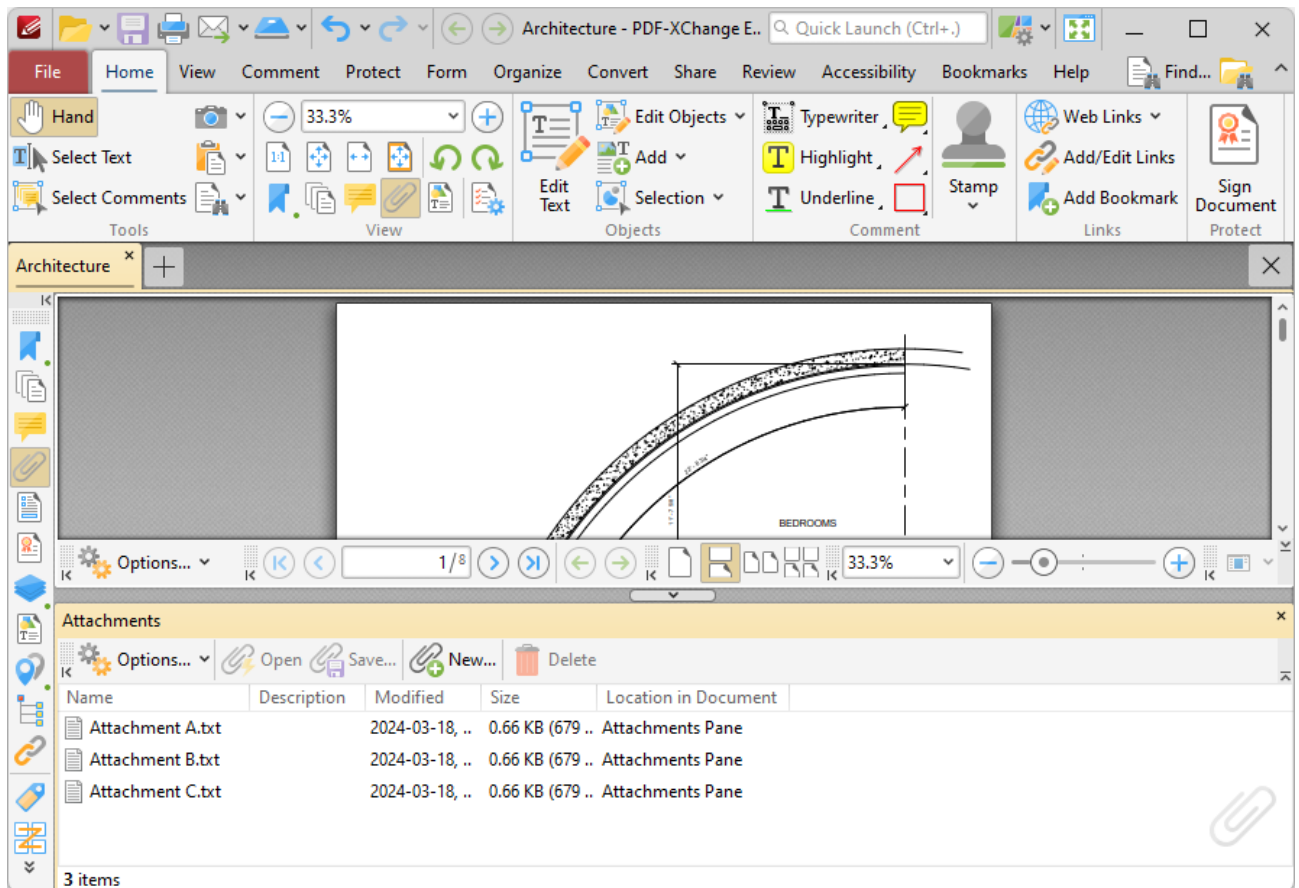 Architecture - PDF-XChange E.. Quick Launch (Ctrl+.)
File Home View Comment Protect Form Organize Convert Share Review Accessibility Bookmarks Help Find...
Hand 33.3% Edit Objects Typewriter Web Links
Select Text 1:1 Add Highlight Add/Edit Links
Select Comments Edit Text Selection Underline Stamp Add Bookmark Sign Document
Tools View Objects Comment Links Protect
Architecture
BEDROOMS
Options... 1/8 33.3%
Attachments
Options... Open Save... New... Delete
Name Description Modified Size Location in Document
Attachment A.txt 2024-03-18, .. 0.66 KB (679 .. Attachments Pane
Attachment B.txt 2024-03-18, .. 0.66 KB (679 .. Attachments Pane
Attachment C.txt 2024-03-18, .. 0.66 KB (679 .. Attachments Pane
3 items